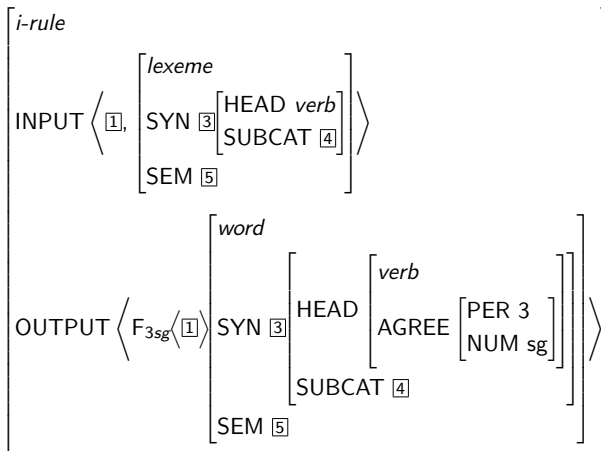 i-rule
lexeme
HEAD verb
INPUT ⟨ 1 , SYN 3 ⟩
SUBCAT 4
SEM 5
word
verb
HEAD
PER 3
AGREE
NUM sg
OUTPUT ⟨ F3sg⟨ 1 ⟩ SYN 3 ⟩
SUBCAT 4
SEM 5